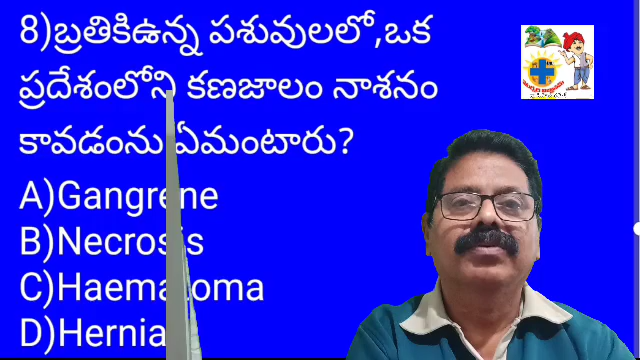 8)బ్రతికిఉన్న పశువులలో,ఒక
ప్రదేశంలోని కణజాలం నాశనం
కావడంను ఏమంటారు?
A)Gangrene
B)Necrosis
C)Haematoma
D)Hernia